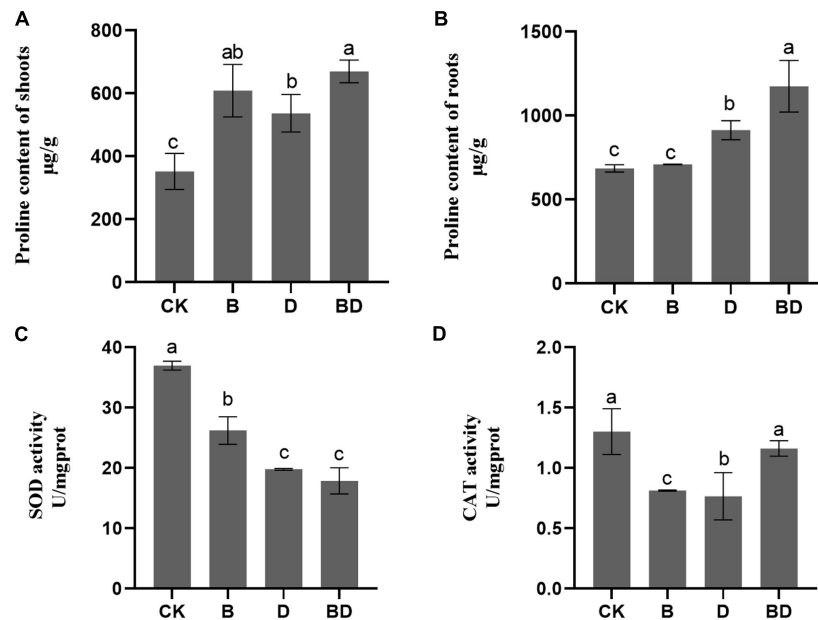 A
Proline content of shoots
µg/g
800
600
400
200
0
c
ab
b
a
CK B D BD
B
Proline content of roots
µg/g
1500
1000
500
0
c
c
b
a
CK B D BD
C
SOD activity
U/mgprot
40
30
20
10
0
a
b
c
c
CK B D BD
D
CAT activity
U/mgprot
2.0
1.5
1.0
0.5
0.0
a
c
b
a
CK B D BD